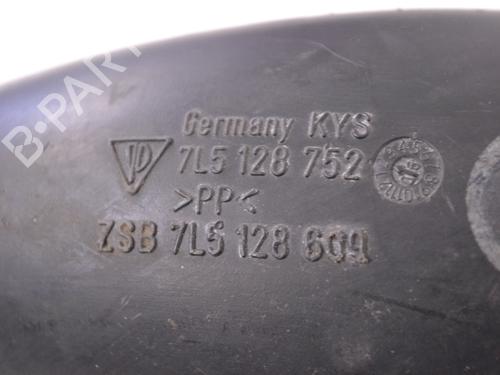 B-PARTS
Germany KYS
7L5 128 752
>PP<
ZSB 7L5 128 609